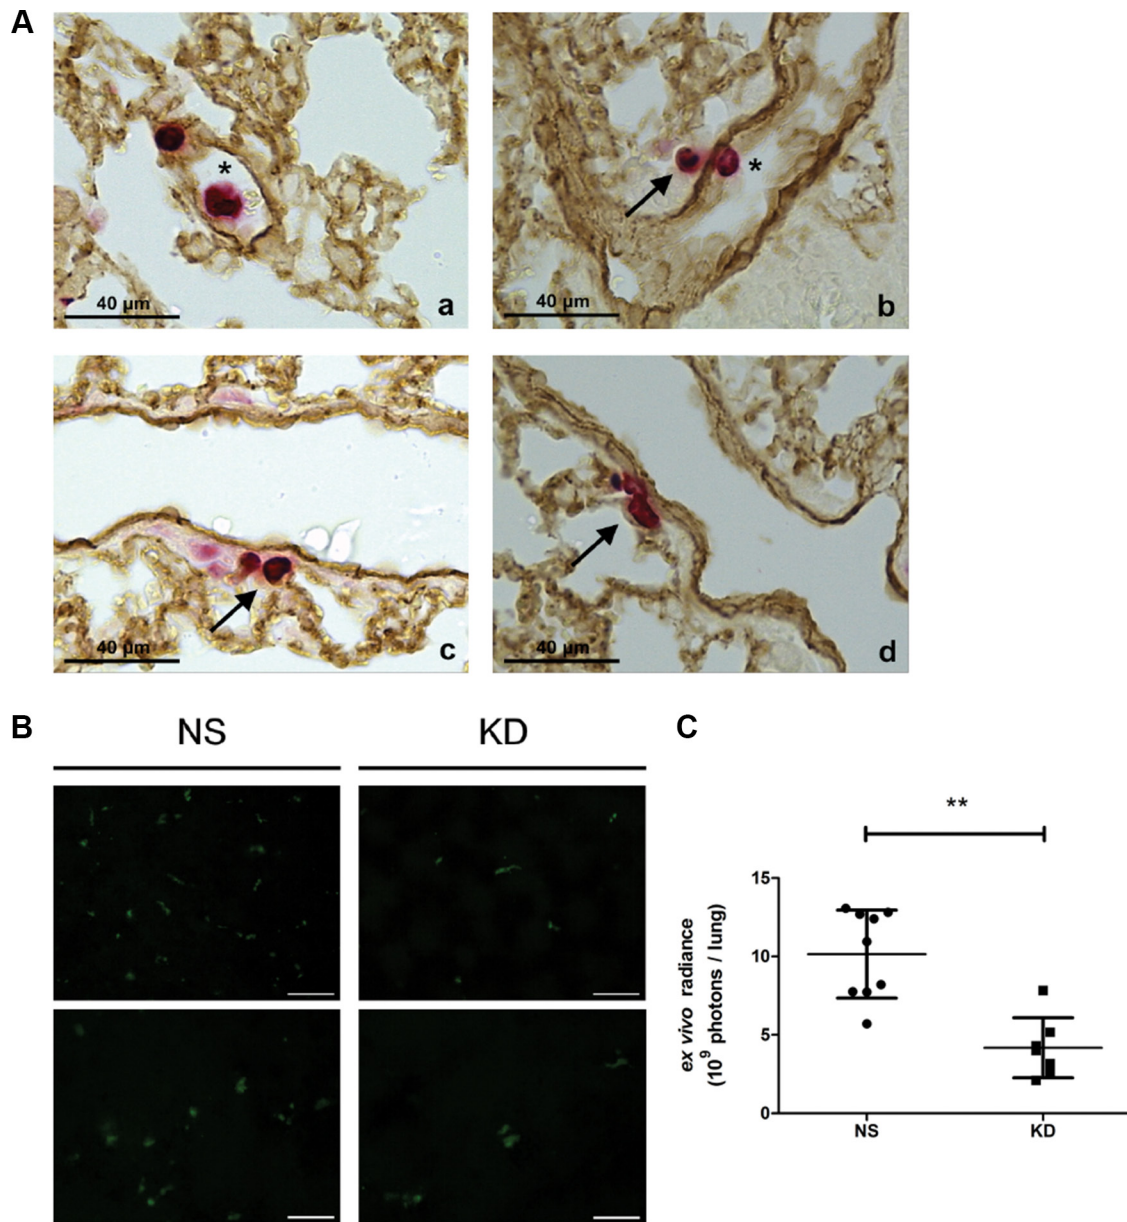 A
*
40 µm
a
*
40 µm
b
40 µm
c
40 µm
d
B
NS
KD
C
**
ex vivo radiance
(10⁹ photons / lung)
15
10
5
0
NS
KD